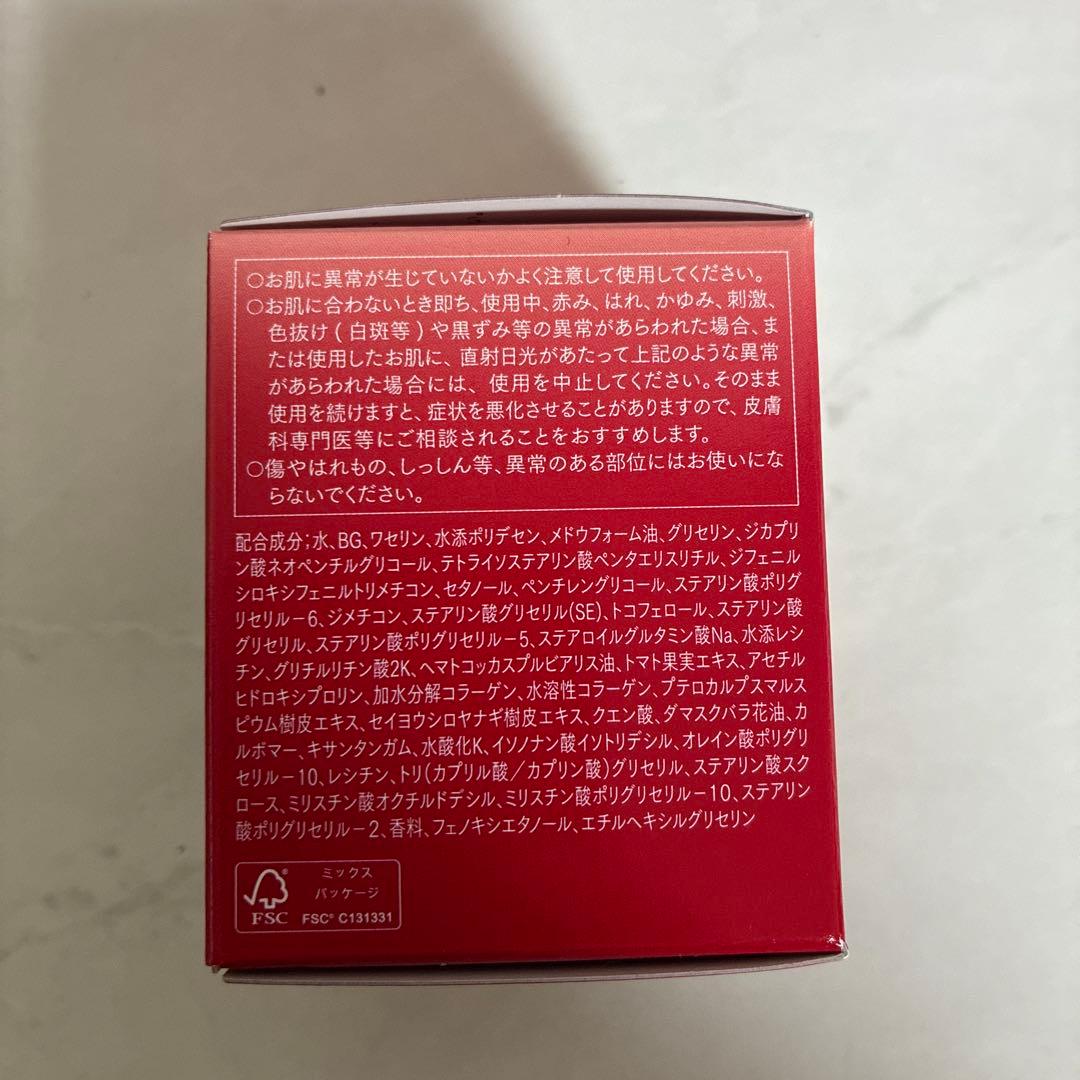 ○お肌に異常が生じていないかよく注意して使用してください。
○お肌に合わないとき即ち、使用中、赤み、はれ、かゆみ、刺激、
色抜け(白斑等)や黒ずみ等の異常があらわれた場合、ま
たは使用したお肌に、直射日光があたって上記のような異常
があらわれた場合には、使用を中止してください。そのまま
使用を続けますと、症状を悪化させることがありますので、皮膚
科専門医等にご相談されることをおすすめします。
○傷やはれもの、しっしん等、異常のある部位にはお使いにな
らないでください。
配合成分;水、BG、ワセリン、水添ポリデセン、メドウフォーム油、グリセリン、ジカプリ
ン酸ネオペンチルグリコール、テトライソステアリン酸ペンタエリスリチル、ジフェニル
シロキシフェニルトリメチコン、セタノール、ペンチレングリコール、ステアリン酸ポリグ
リセリル-6、ジメチコン、ステアリン酸グリセリル(SE)、トコフェロール、ステアリン酸
グリセリル、ステアリン酸ポリグリセリル-5、ステアロイルグルタミン酸Na、水添レシ
チン、グリチルリチン酸2K、ヘマトコッカスプルビアリス油、トマト果実エキス、アセチル
ヒドロキシプロリン、加水分解コラーゲン、水溶性コラーゲン、プテロカルプスマルス
ピウム樹皮エキス、セイヨウシロヤナギ樹皮エキス、クエン酸、ダマスクバラ花油、カ
ルボマー、キサンタンガム、水酸化K、イソノナン酸イソトリデシル、オレイン酸ポリグリ
セリル-10、レシチン、トリ(カプリル酸/カプリン酸)グリセリル、ステアリン酸スク
ロース、ミリスチン酸オクチルドデシル、ミリスチン酸ポリグリセリル-10、ステアリン
酸ポリグリセリル-2、香料、フェノキシエタノール、エチルヘキシルグリセリン
ミックス
パッケージ
FSC® C131331
FSC